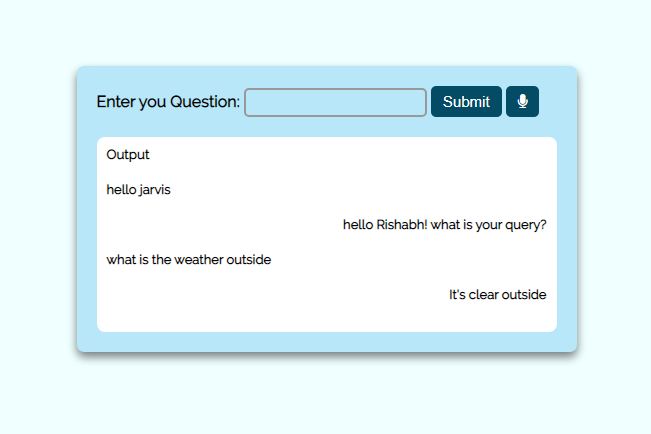 Enter you Question: Submit
Output
hello jarvis
hello Rishabh! what is your query?
what is the weather outside
It's clear outside